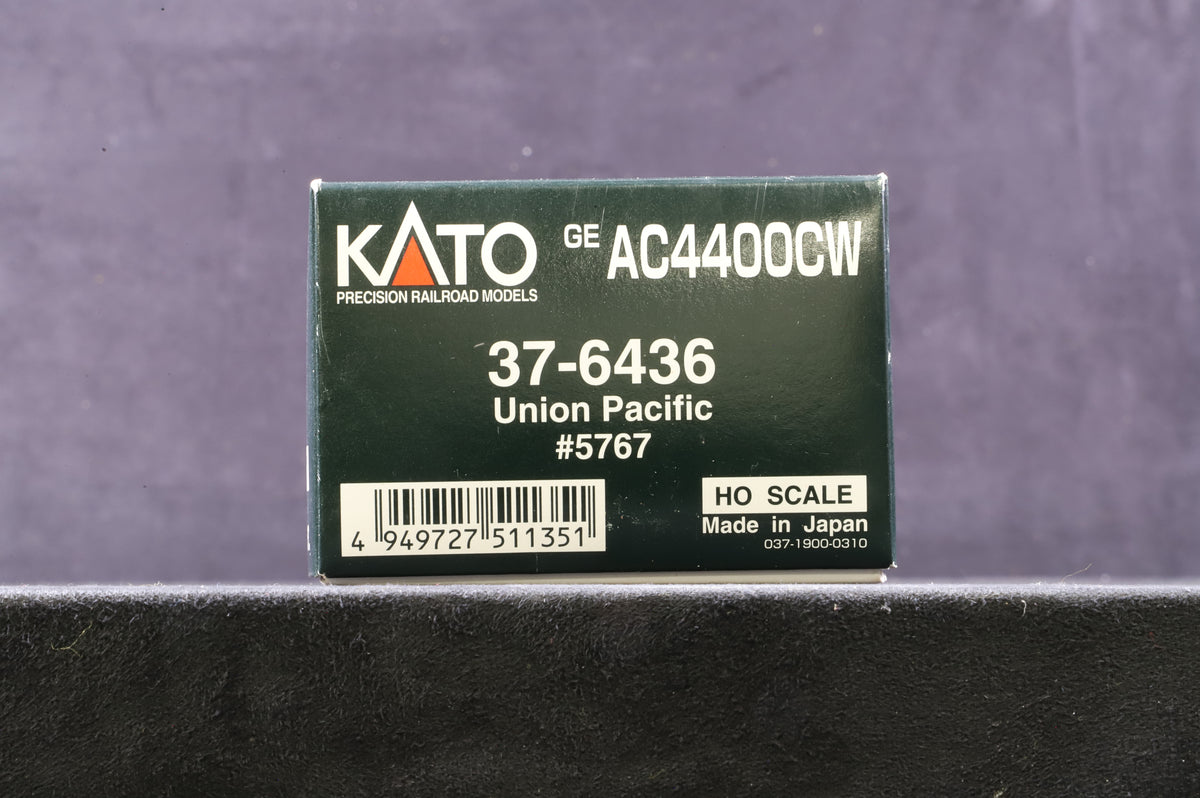 KATO
PRECISION RAILROAD MODELS
GE AC4400CW
37-6436
Union Pacific
#5767
4 949727 511351
HO SCALE
Made in Japan
037-1900-0310